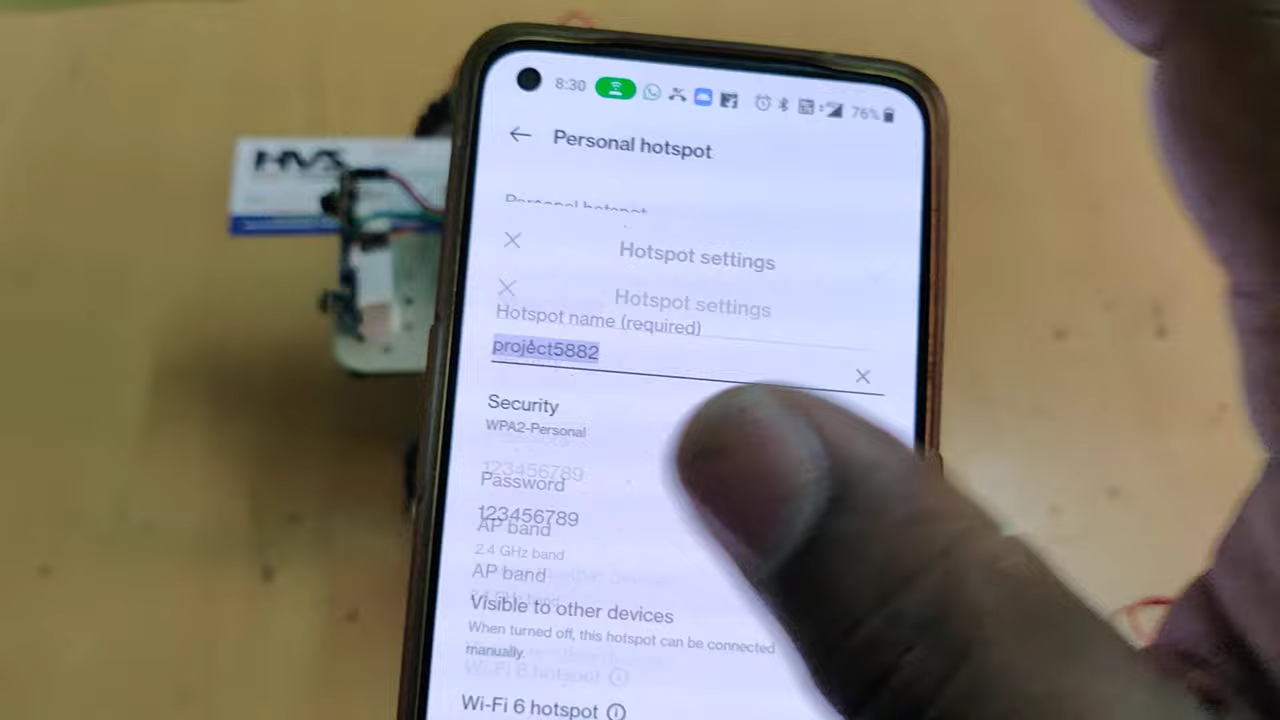 8:30
76%
HVS
Personal hotspot
Personal hotspot
Hotspot settings
Hotspot settings
Hotspot name (required)
project5882
Security
WPA2-Personal
123456789
Password
123456789
AP band
2.4 GHz band
AP band
Visible to other devices
When turned off, this hotspot can be connected
manually.
Wi-Fi 6 hotspot
Wi-Fi 6 hotspot